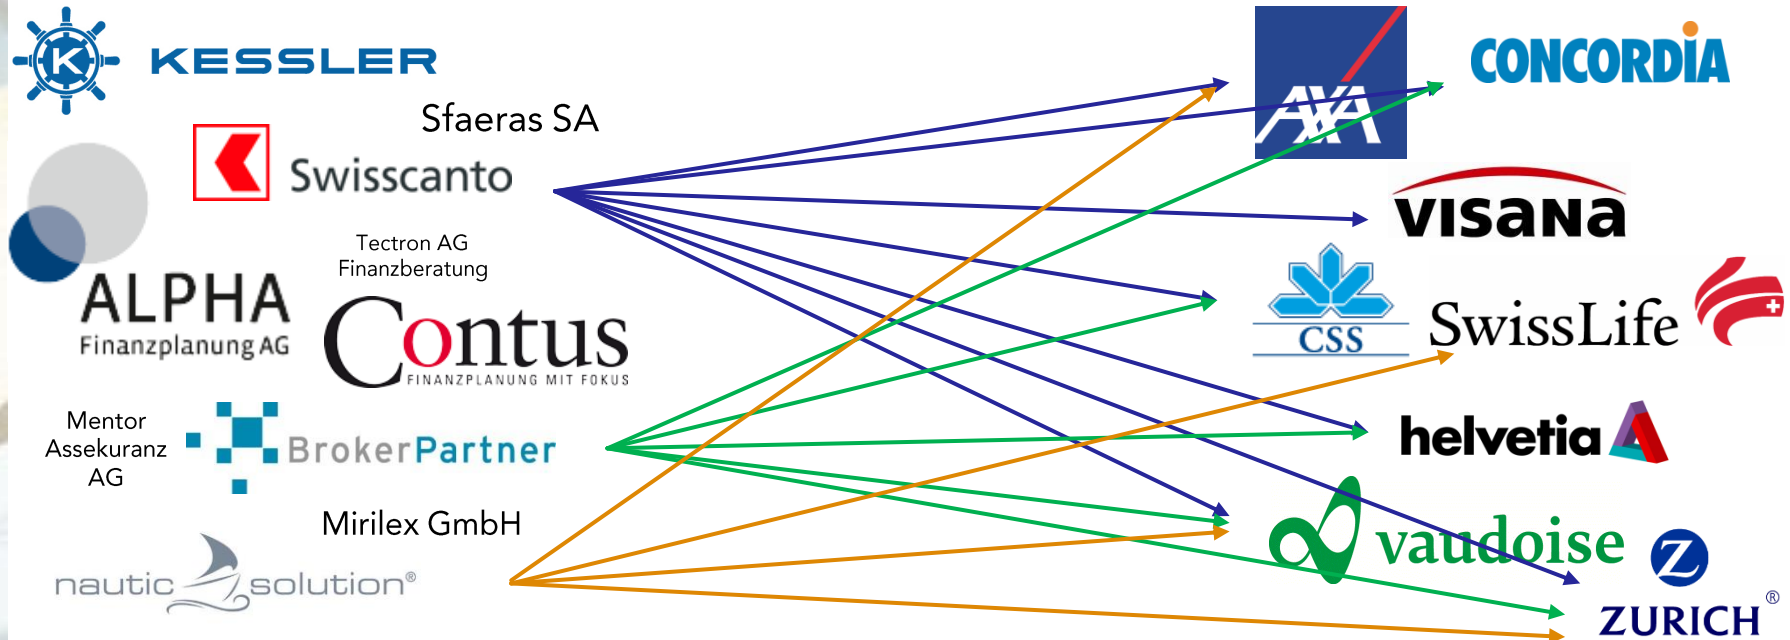 K KESSLER
Sfaeras SA
Swisscanto
Tectron AG
Finanzberatung
ALPHA
Finanzplanung AG
Contus
FINANZPLANUNG MIT FOKUS
Mentor
Assekuranz
AG
BrokerPartner
Mirilex GmbH
nautic solution®
AXA
CONCORDIA
VISaNa
CSS
SwissLife
helvetia
vaudoise
Z
ZURICH®